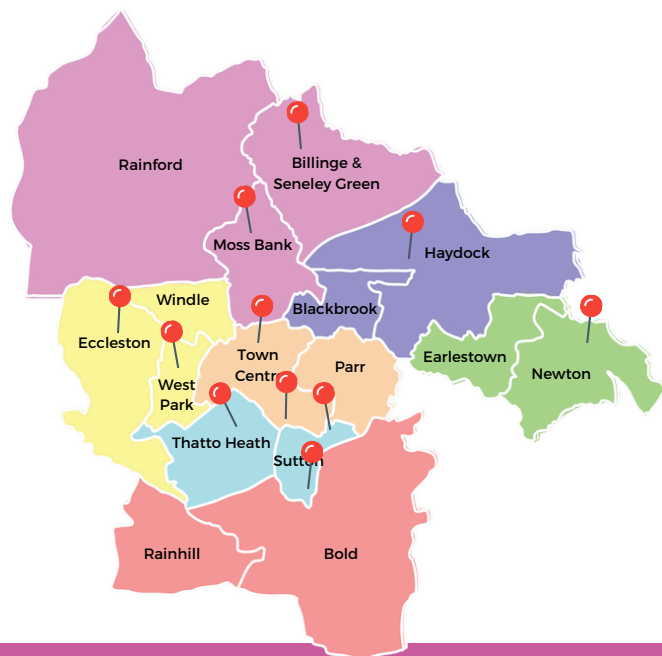 Rainford
Billinge &
Seneley Green
Moss Bank
Haydock
Windle
Blackbrook
Eccleston
Town
Centre
Parr
Earlestown
Newton
West
Park
Thatto Heath
Sutton
Rainhill
Bold